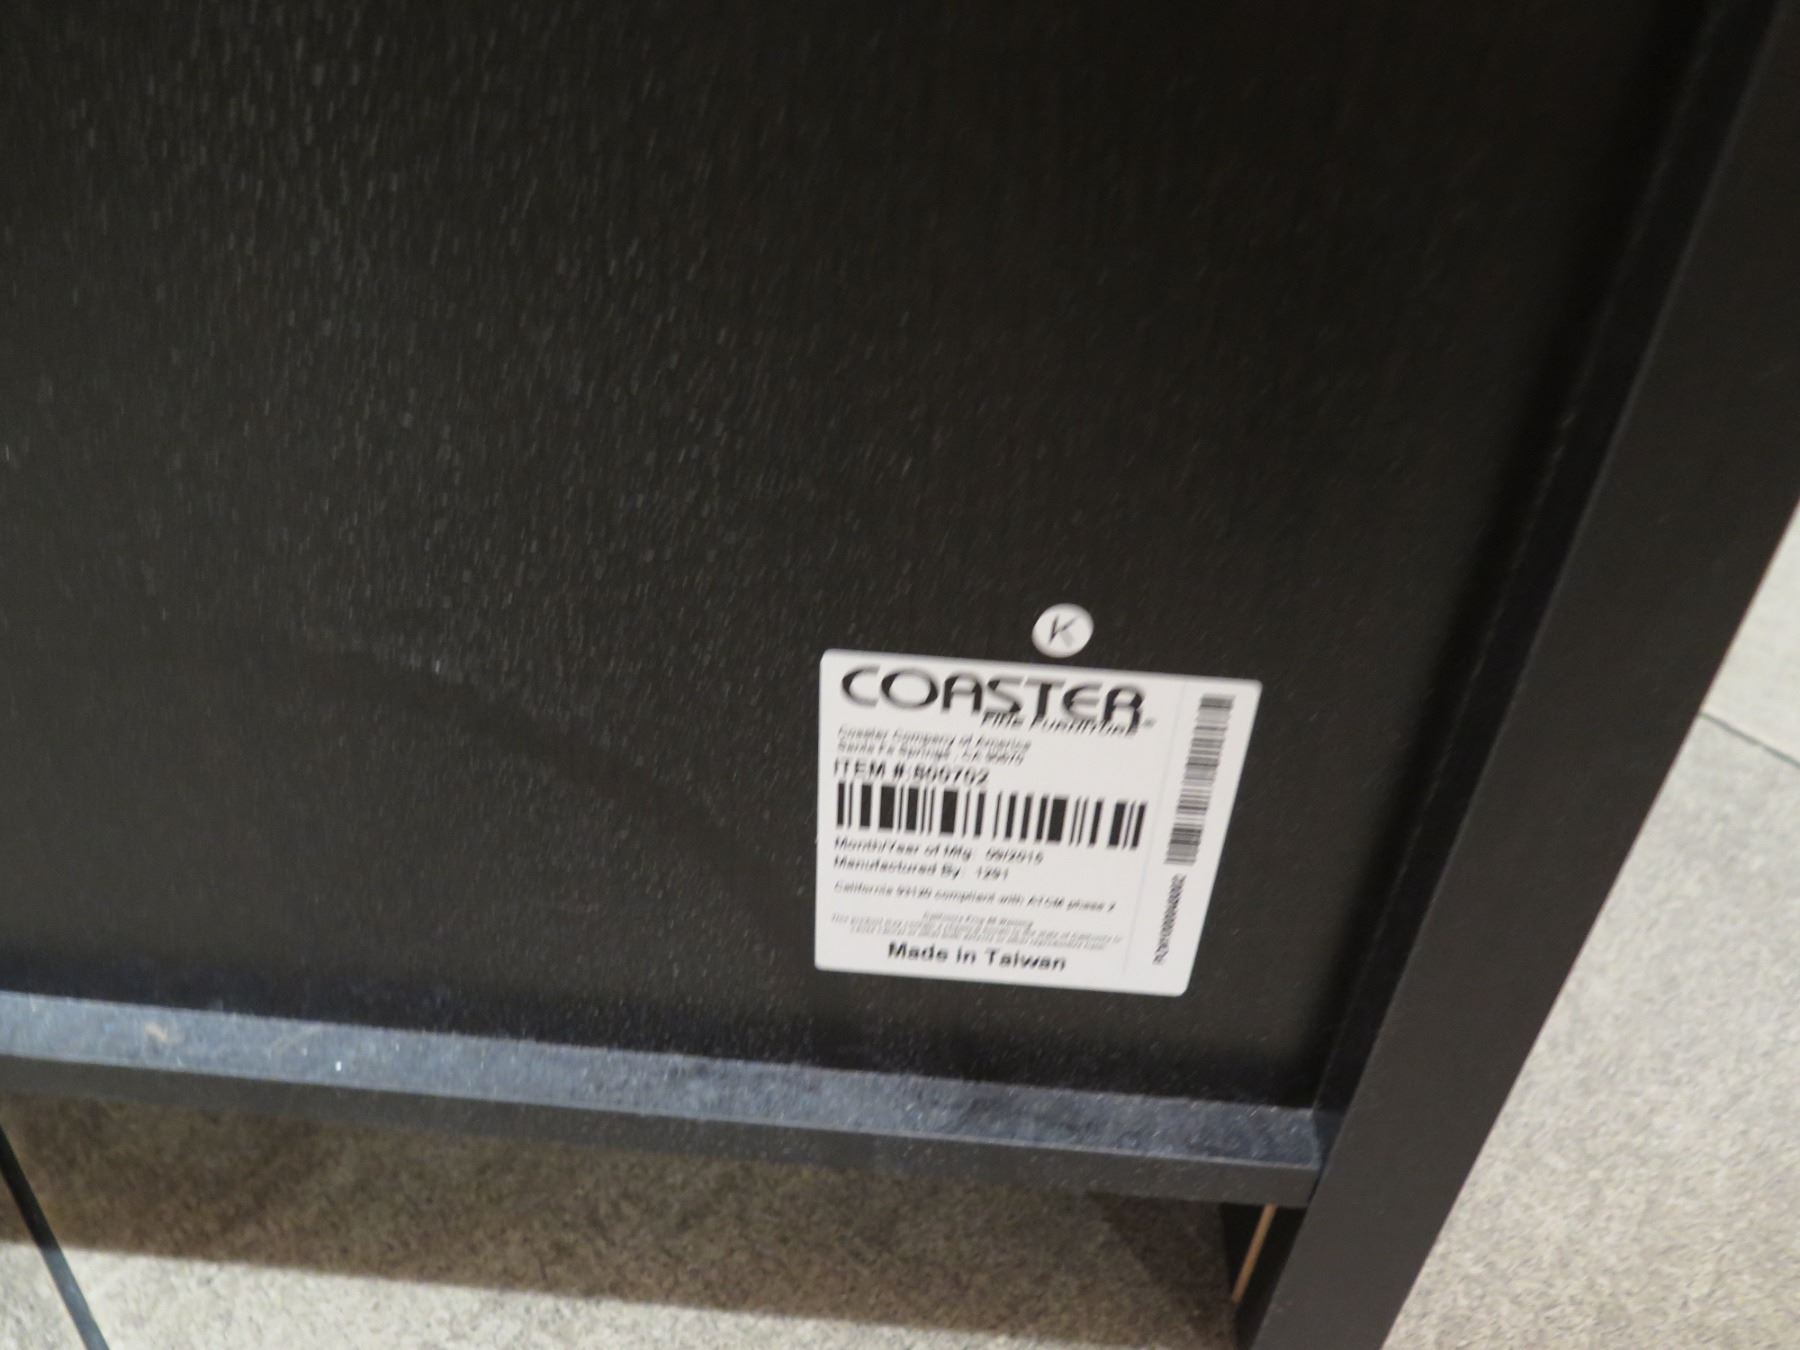 K
COASTER
FINE FURNITURE®
Coaster Company of America
Santa Fe Springs, CA 90670
ITEM #:800702
Month/Year of Mfg: 09/2015
Manufactured By: 1291
California 93120 compliant with ATCM phase 2
Made in Taiwan